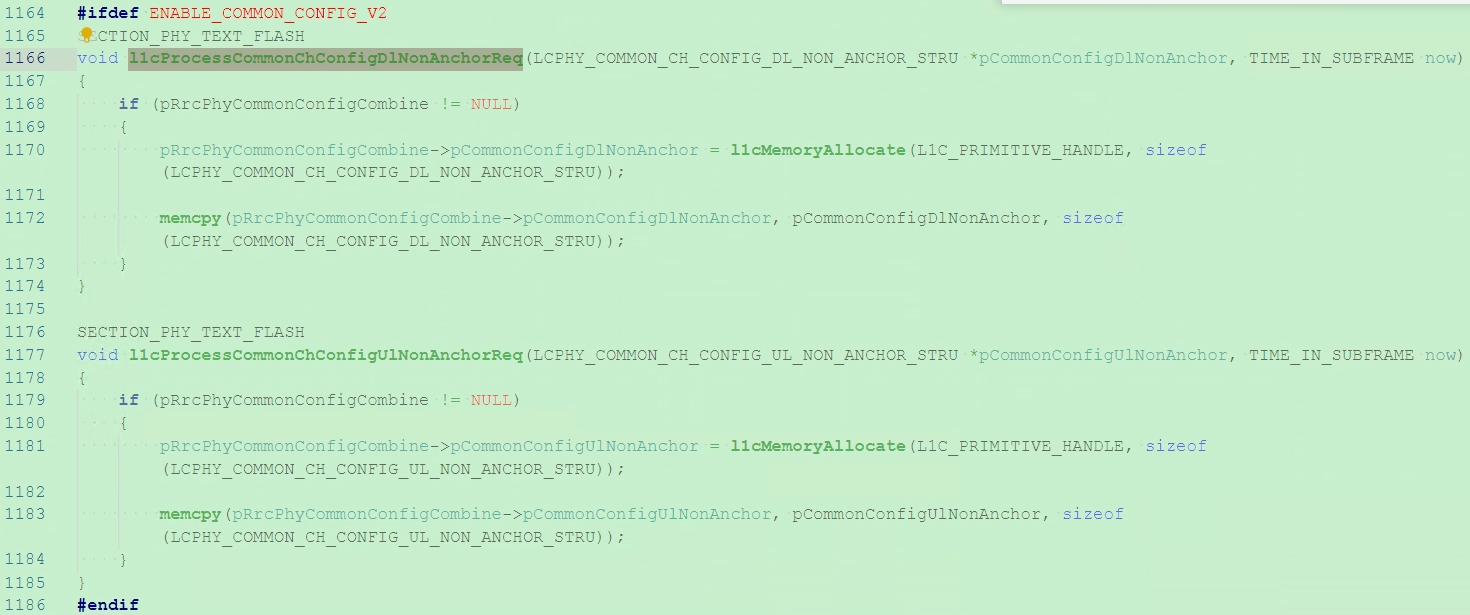 1164 #ifdef ENABLE_COMMON_CONFIG_V2
1165 SECTION_PHY_TEXT_FLASH
1166 void l1cProcessCommonChConfigDlNonAnchorReq(LCPHY_COMMON_CH_CONFIG_DL_NON_ANCHOR_STRU *pCommonConfigDlNonAnchor, TIME_IN_SUBFRAME now)
1167 {
1168 if (pRrcPhyCommonConfigCombine != NULL)
1169 {
1170 pRrcPhyCommonConfigCombine->pCommonConfigDlNonAnchor = l1cMemoryAllocate(L1C_PRIMITIVE_HANDLE, sizeof
(LCPHY_COMMON_CH_CONFIG_DL_NON_ANCHOR_STRU));
1171
1172 memcpy(pRrcPhyCommonConfigCombine->pCommonConfigDlNonAnchor, pCommonConfigDlNonAnchor, sizeof
(LCPHY_COMMON_CH_CONFIG_DL_NON_ANCHOR_STRU));
1173 }
1174 }
1175
1176 SECTION_PHY_TEXT_FLASH
1177 void l1cProcessCommonChConfigUlNonAnchorReq(LCPHY_COMMON_CH_CONFIG_UL_NON_ANCHOR_STRU *pCommonConfigUlNonAnchor, TIME_IN_SUBFRAME now)
1178 {
1179 if (pRrcPhyCommonConfigCombine != NULL)
1180 {
1181 pRrcPhyCommonConfigCombine->pCommonConfigUlNonAnchor = l1cMemoryAllocate(L1C_PRIMITIVE_HANDLE, sizeof
(LCPHY_COMMON_CH_CONFIG_UL_NON_ANCHOR_STRU));
1182
1183 memcpy(pRrcPhyCommonConfigCombine->pCommonConfigUlNonAnchor, pCommonConfigUlNonAnchor, sizeof
(LCPHY_COMMON_CH_CONFIG_UL_NON_ANCHOR_STRU));
1184 }
1185 }
1186 #endif